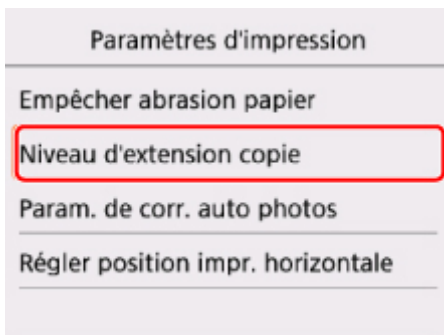 Paramètres d'impression
Empêcher abrasion papier
Niveau d'extension copie
Param. de corr. auto photos
Régler position impr. horizontale